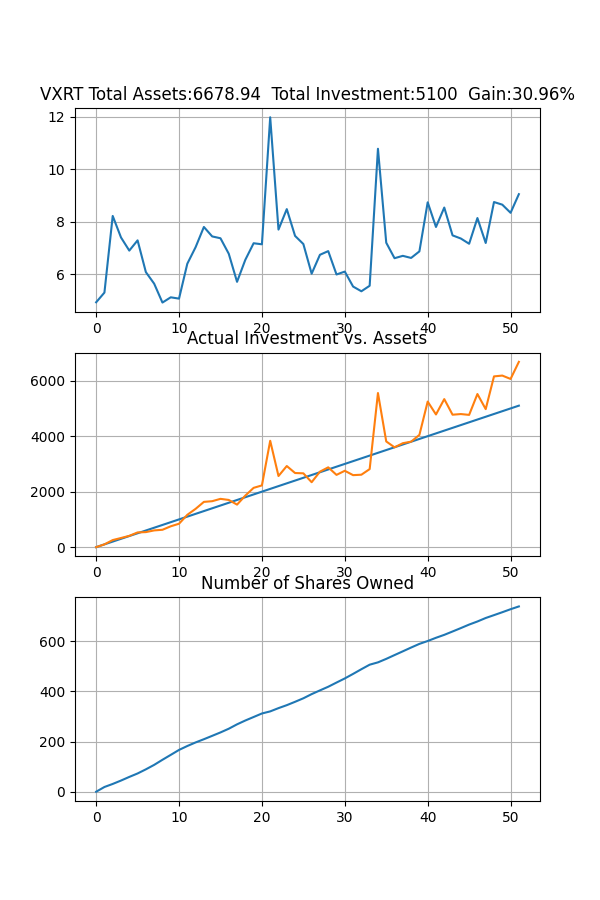 VXRT Total Assets:6678.94  Total Investment:5100  Gain:30.96%
12
10
8
6
0 10 20 30 40 50
Actual Investment vs. Assets
6000
4000
2000
0
0 10 20 30 40 50
Number of Shares Owned
600
400
200
0
0 10 20 30 40 50